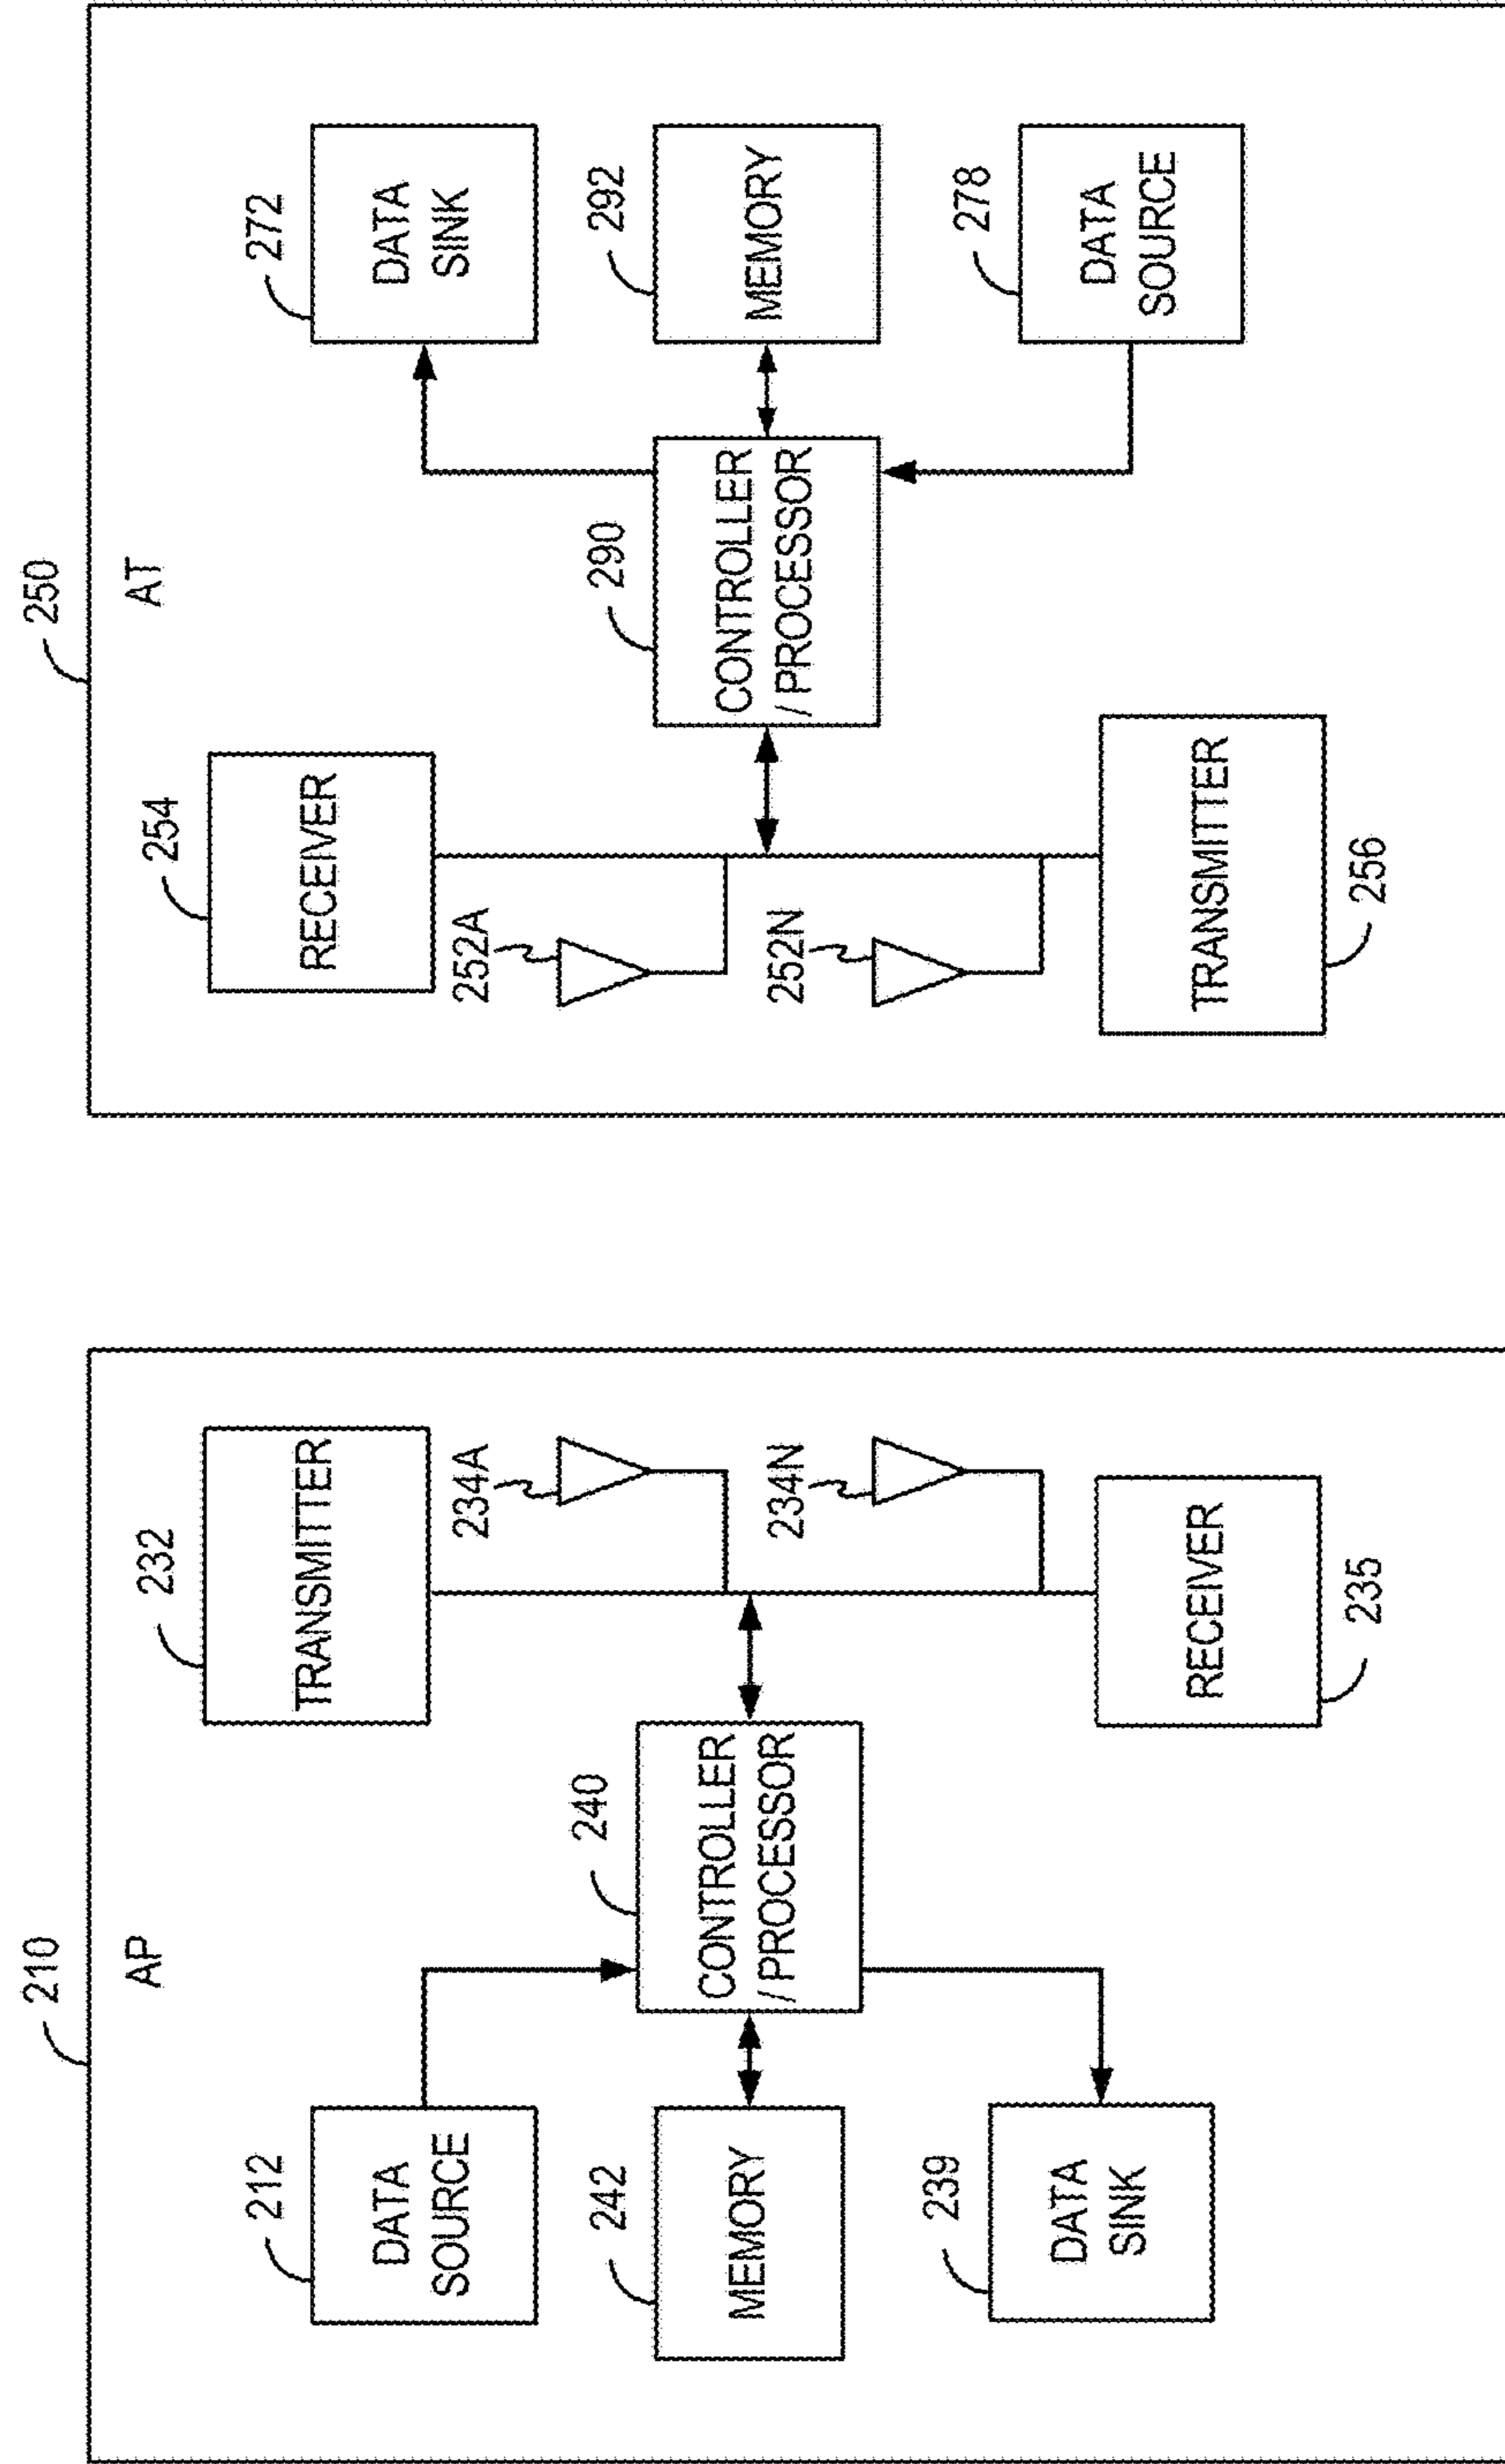 210
AP
212
DATA
SOURCE
242
MEMORY
239
DATA
SINK
240
CONTROLLER
/ PROCESSOR
232
TRANSMITTER
234A
234N
RECEIVER
235
250
AT
254
RECEIVER
252A
252N
TRANSMITTER
256
290
CONTROLLER
/ PROCESSOR
272
DATA
SINK
292
MEMORY
278
DATA
SOURCE